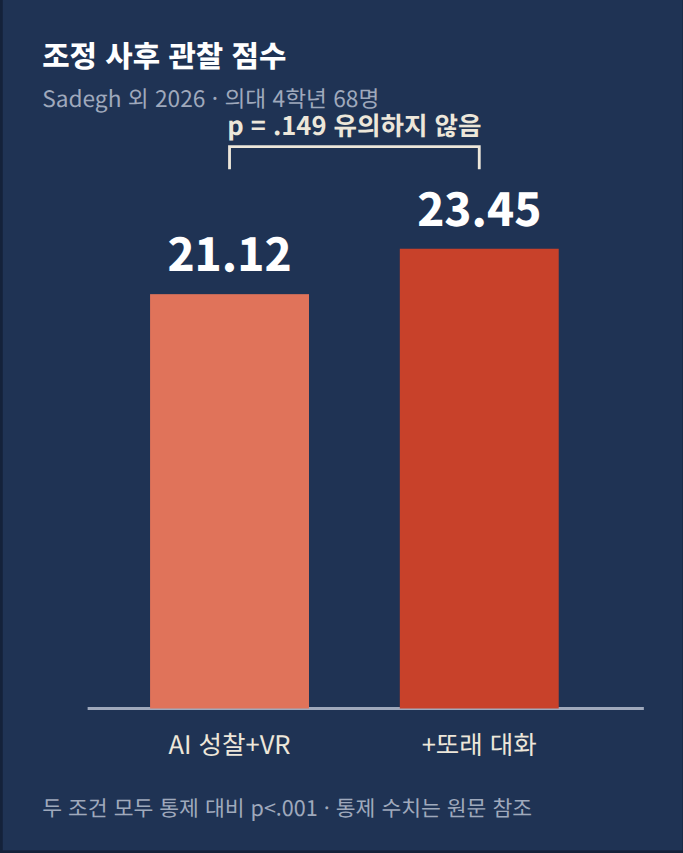 조정 사후 관찰 점수
Sadegh 외 2026 · 의대 4학년 68명
p = .149 유의하지 않음
23.45
21.12
AI 성찰+VR
+또래 대화
두 조건 모두 통제 대비 p<.001 · 통제 수치는 원문 참조